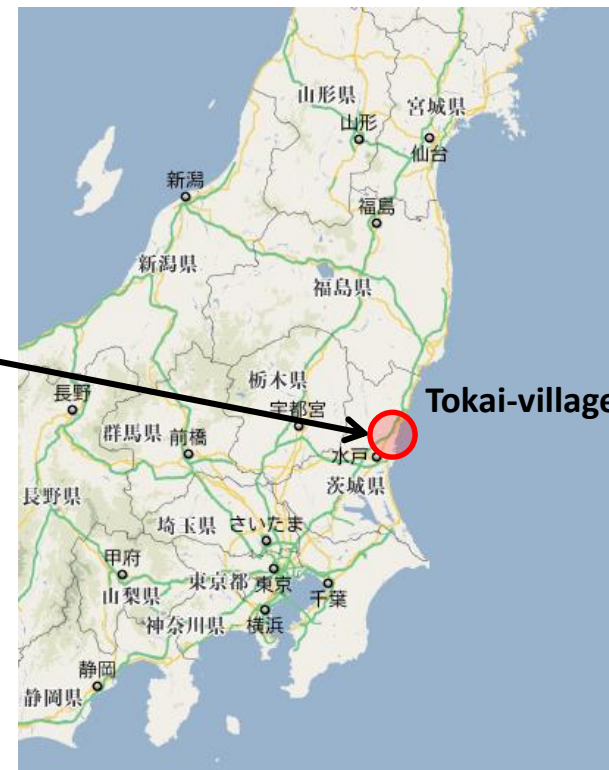 山形県
宮城県
山形
仙台
新潟
福島
新潟県
福島県
栃木県
長野
宇都宮
Tokai-village
群馬県 前橋
水戸
茨城県
長野県
埼玉県 さいたま
甲府
東京都 東京
山梨県
千葉
神奈川県 横浜
静岡
静岡県